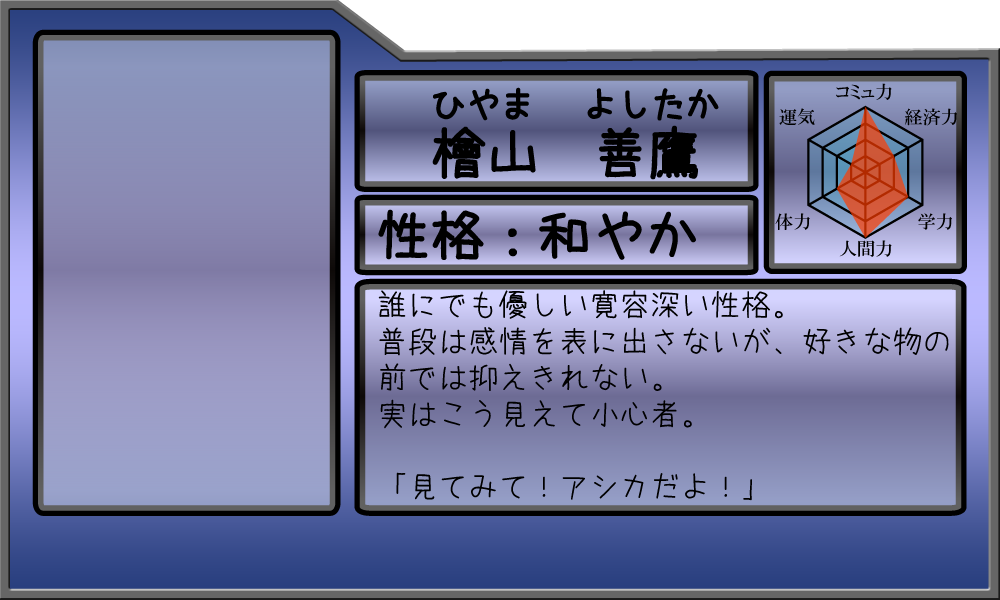 ひやま　よしたか
檜山　善鷹
性格：和やか
コミュ力
運気
経済力
体力
学力
人間力
誰にでも優しい寛容深い性格。
普段は感情を表に出さないが、好きな物の
前では抑えきれない。
実はこう見えて小心者。
「見てみて！アシカだよ！」